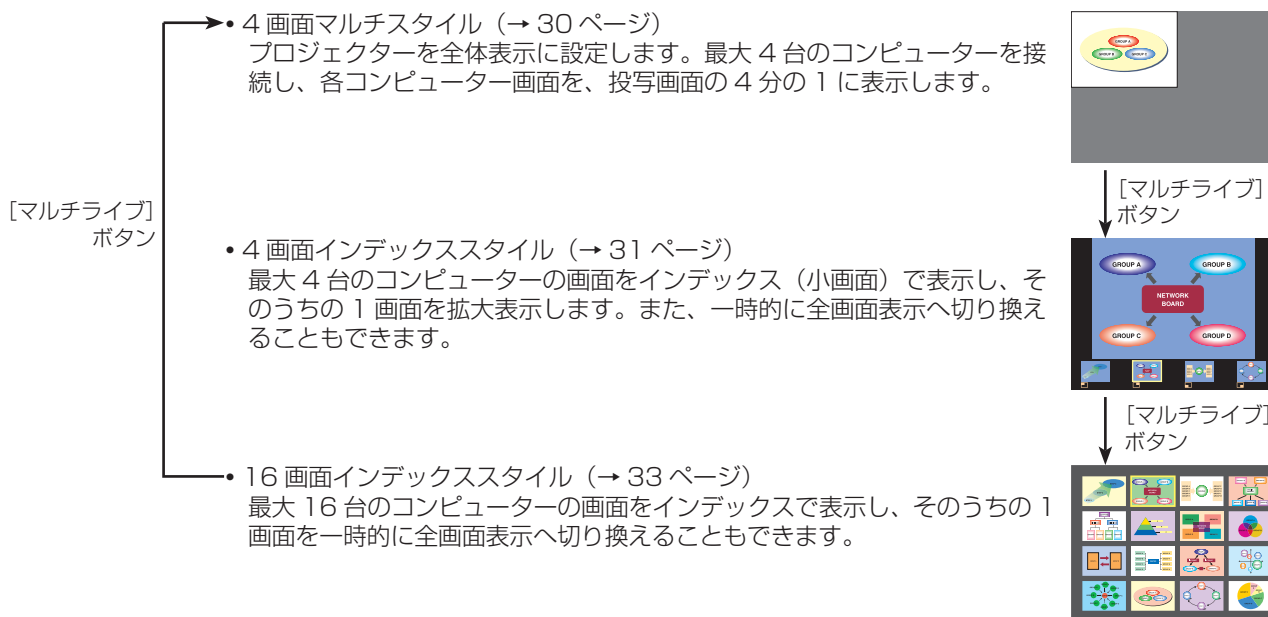 • 4 画面マルチスタイル（→ 30 ページ）
プロジェクターを全体表示に設定します。最大 4 台のコンピューターを接
続し、各コンピューター画面を、投写画面の 4 分の 1 に表示します。
GROUP A
GROUP B
GROUP C
［マルチライブ］
ボタン
［マルチライブ］
ボタン
• 4 画面インデックススタイル（→ 31 ページ）
最大 4 台のコンピューターの画面をインデックス（小画面）で表示し、そ
のうちの 1 画面を拡大表示します。また、一時的に全画面表示へ切り換え
ることもできます。
GROUP A
GROUP B
NETWORK
BOARD
GROUP C
GROUP D
［マルチライブ］
ボタン
• 16 画面インデックススタイル（→ 33 ページ）
最大 16 台のコンピューターの画面をインデックスで表示し、そのうちの 1
画面を一時的に全画面表示へ切り換えることもできます。